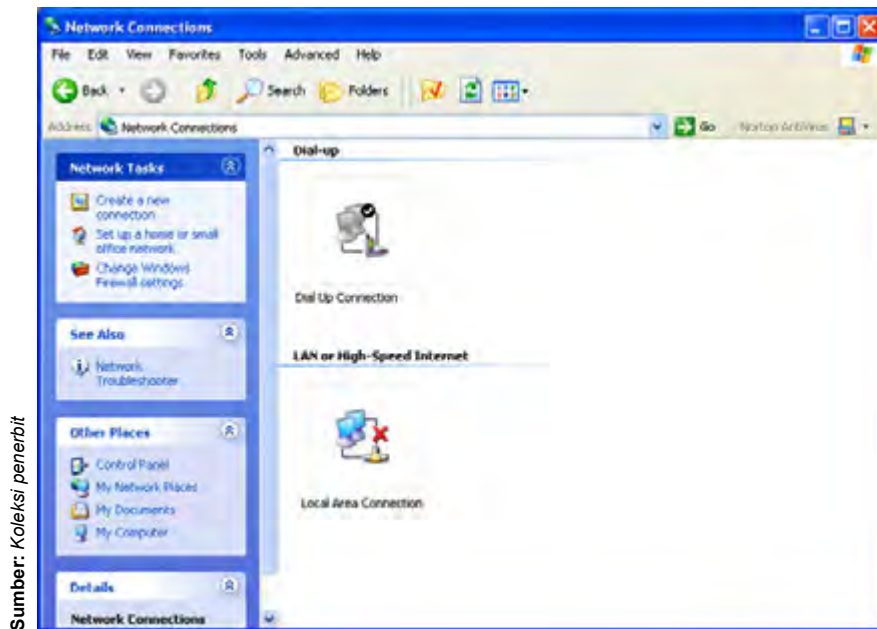 Network Connections
File Edit View Favorites Tools Advanced Help
Back Search Folders
Address Network Connections Go Norton AntiVirus
Network Tasks
Create a new
connection
Set up a home or small
office network
Change Windows
Firewall settings
See Also
Network
Troubleshooter
Other Places
Control Panel
My Network Places
My Documents
My Computer
Details
Network Connections
Dial-up
Dial Up Connection
LAN or High-Speed Internet
Local Area Connection
Sumber: Koleksi penerbit